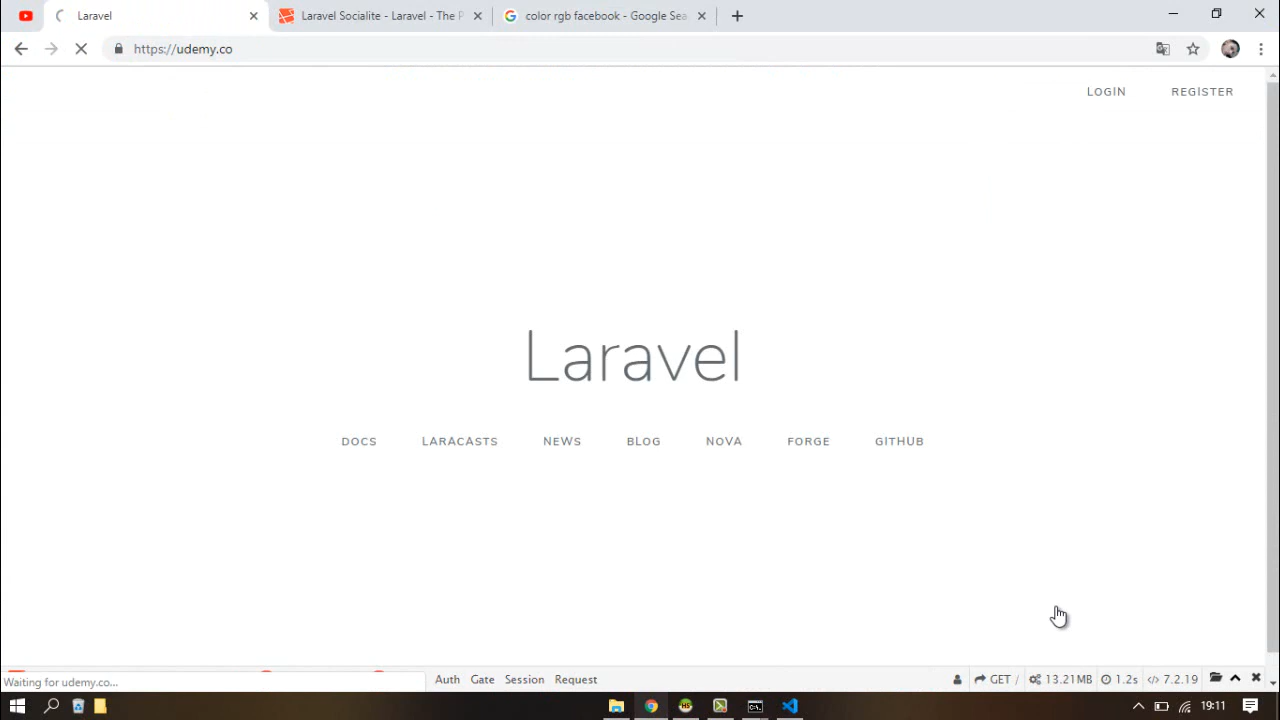 Laravel
Laravel Socialite - Laravel - The P
color rgb facebook - Google Sea
https://udemy.co
LOGIN REGISTER
Laravel
DOCS LARACASTS NEWS BLOG NOVA FORGE GITHUB
Waiting for udemy.co...
Auth Gate Session Request GET / 13.21MB 1.2s 7.2.19
19:11